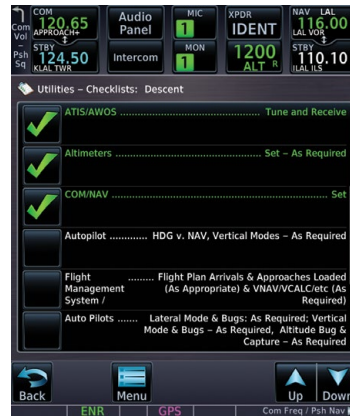 Com Vol
Psh Sq
COM
120.65
APPROACH+
STBY
124.50
KLAL TWR
Audio Panel
Intercom
MIC
1
MON
1
XPDR
IDENT
1200
ALT R
NAV LAL
116.00
LAL VOR
STBY
110.10
ILAL ILS
Utilities – Checklists: Descent
ATIS/AWOS ................................................ Tune and Receive
Altimeters ................................................ Set – As Required
COM/NAV ................................................ Set
Autopilot ............. HDG v. NAV, Vertical Modes – As Required
Flight ......... Flight Plan Arrivals & Approaches Loaded
Management (As Appropriate) & VNAV/VCALC/etc (As
System / Required)
Auto Pilots ....... Lateral Mode & Bugs: As Required; Vertical
Mode & Bugs – As Required, Altitude Bug &
Capture – As Required
Back
Menu
Up
Down
ENR
GPS
Com Freq / Psh Nav